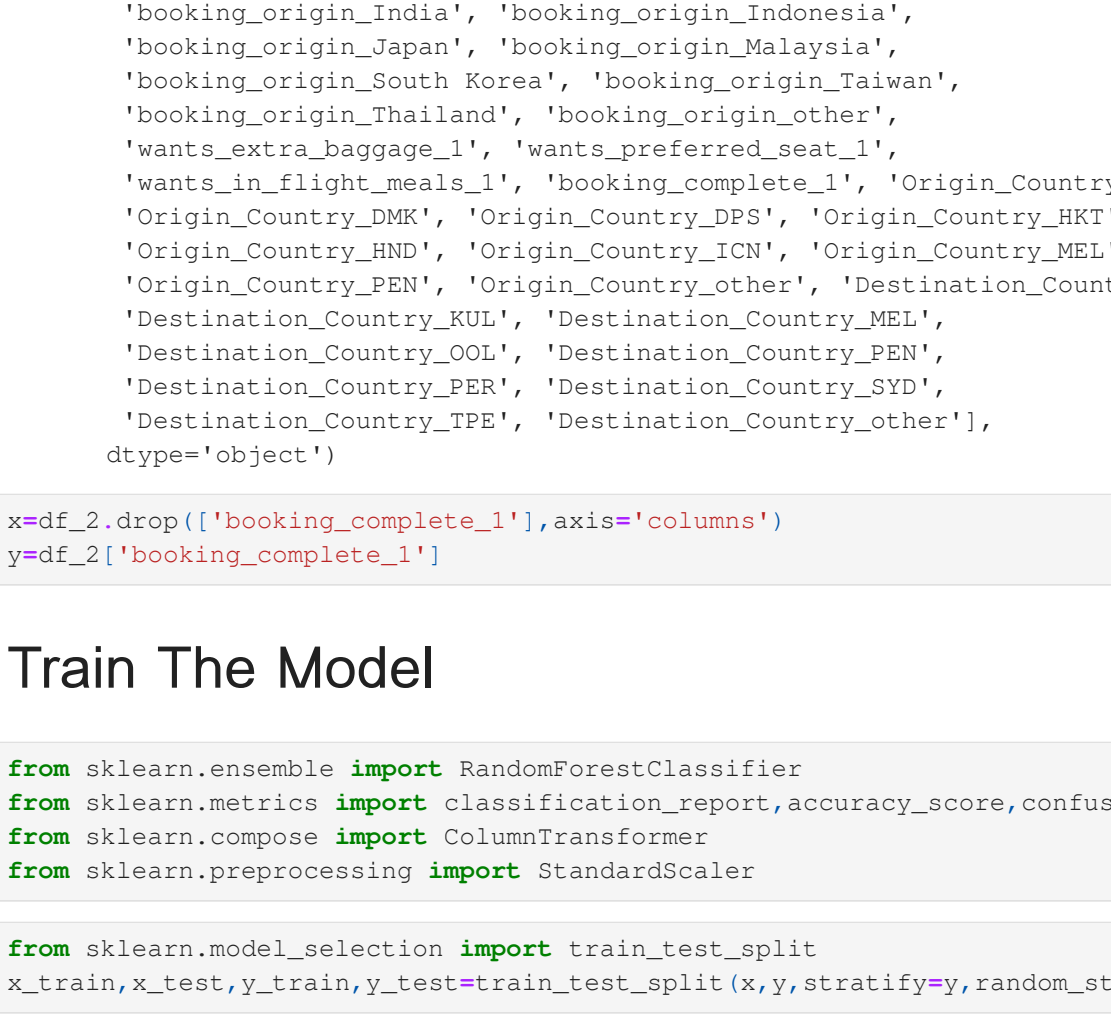 'booking_origin_India', 'booking_origin_Indonesia',
'booking_origin_Japan', 'booking_origin_Malaysia',
'booking_origin_South Korea', 'booking_origin_Taiwan',
'booking_origin_Thailand', 'booking_origin_other',
'wants_extra_baggage_1', 'wants_preferred_seat_1',
'wants_in_flight_meals_1', 'booking_complete_1', 'Origin_Country
'Origin_Country_DMK', 'Origin_Country_DPS', 'Origin_Country_HKT'
'Origin_Country_HND', 'Origin_Country_ICN', 'Origin_Country_MEL'
'Origin_Country_PEN', 'Origin_Country_other', 'Destination_Count
'Destination_Country_KUL', 'Destination_Country_MEL',
'Destination_Country_OOL', 'Destination_Country_PEN',
'Destination_Country_PER', 'Destination_Country_SYD',
'Destination_Country_TPE', 'Destination_Country_other'],
dtype='object')
x=df_2.drop(['booking_complete_1'],axis='columns')
y=df_2['booking_complete_1']
Train The Model
from sklearn.ensemble import RandomForestClassifier
from sklearn.metrics import classification_report,accuracy_score,confus
from sklearn.compose import ColumnTransformer
from sklearn.preprocessing import StandardScaler
from sklearn.model_selection import train_test_split
x_train,x_test,y_train,y_test=train_test_split(x,y,stratify=y,random_st